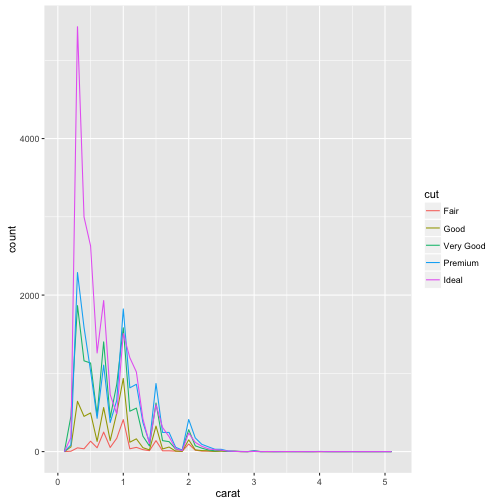 4000
2000
0
count
0
1
2
3
4
5
carat
cut
Fair
Good
Very Good
Premium
Ideal